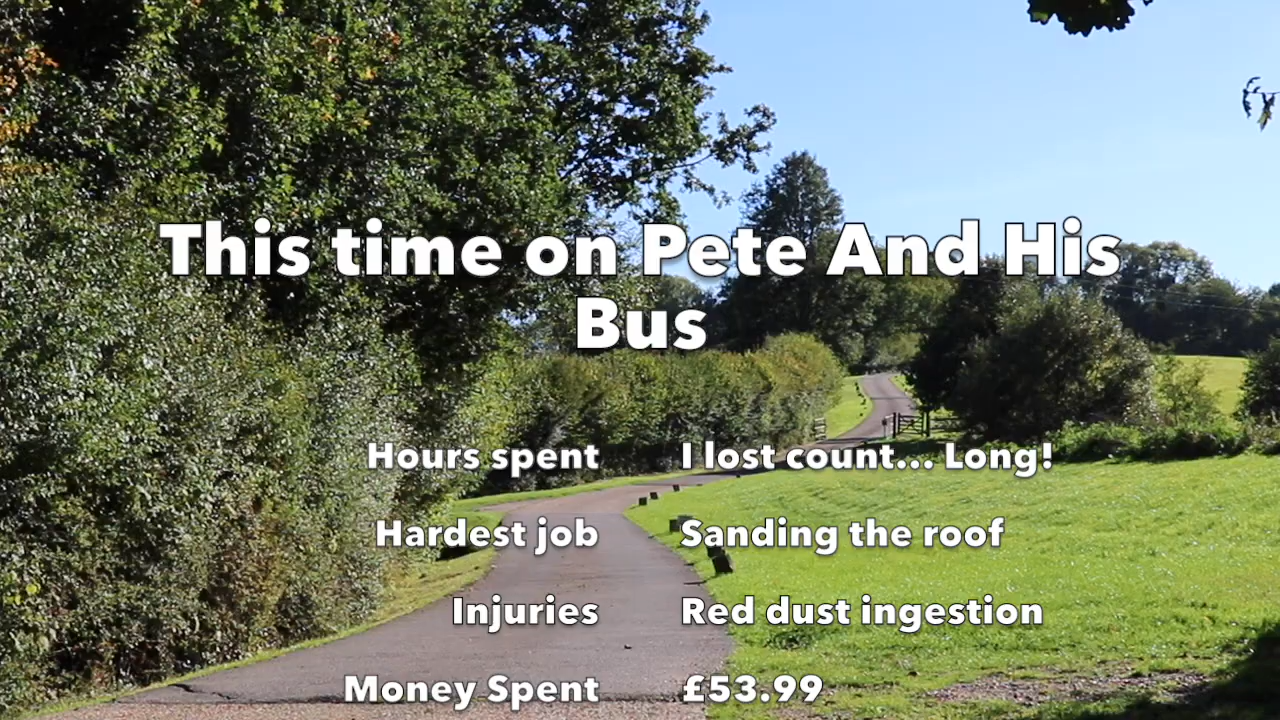 This time on Pete And His
Bus
Hours spent I lost count... Long!
Hardest job Sanding the roof
Injuries Red dust ingestion
Money Spent £53.99